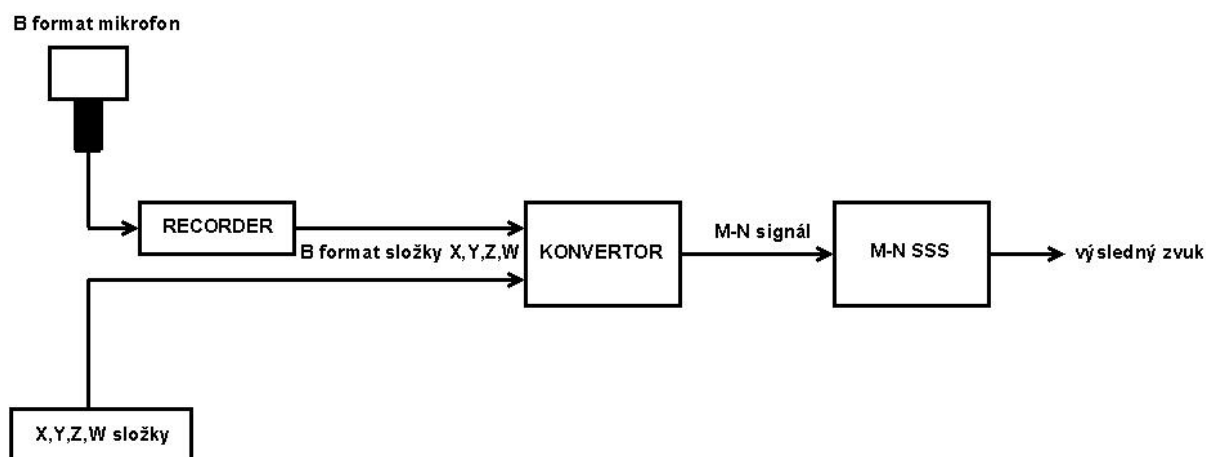 B format mikrofon
RECORDER
B format složky X,Y,Z,W
KONVERTOR
M-N signál
M-N SSS
výsledný zvuk
X,Y,Z,W složky